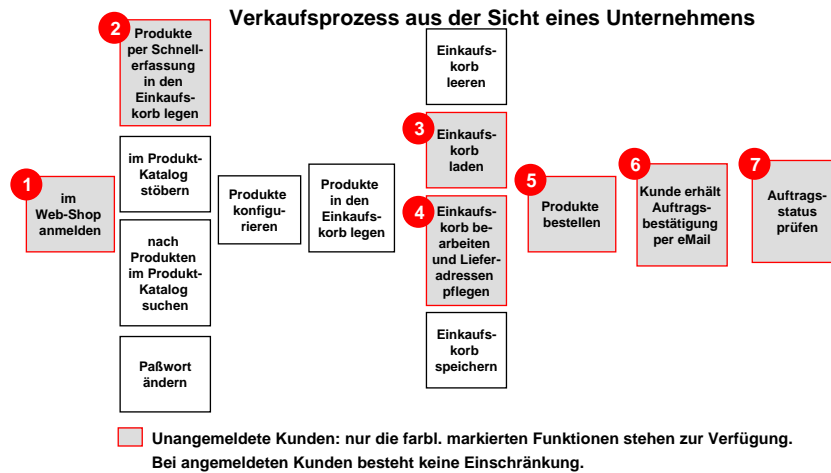 Verkaufsprozess aus der Sicht eines Unternehmens
1
im
Web-Shop
anmelden
2
Produkte
per Schnell-
erfassung
in den
Einkaufs-
korb legen
im Produkt-
Katalog
stöbern
nach
Produkten
im Produkt-
Katalog
suchen
Paßwort
ändern
Produkte
konfigu-
rieren
Produkte
in den
Einkaufs-
korb legen
Einkaufs-
korb
leeren
3
Einkaufs-
korb
laden
4
Einkaufs-
korb be-
arbeiten
und Liefer-
adressen
pflegen
Einkaufs-
korb
speichern
5
Produkte
bestellen
6
Kunde erhält
Auftrags-
bestätigung
per eMail
7
Auftrags-
status
prüfen
Unangemeldete Kunden: nur die farbl. markierten Funktionen stehen zur Verfügung.
Bei angemeldeten Kunden besteht keine Einschränkung.